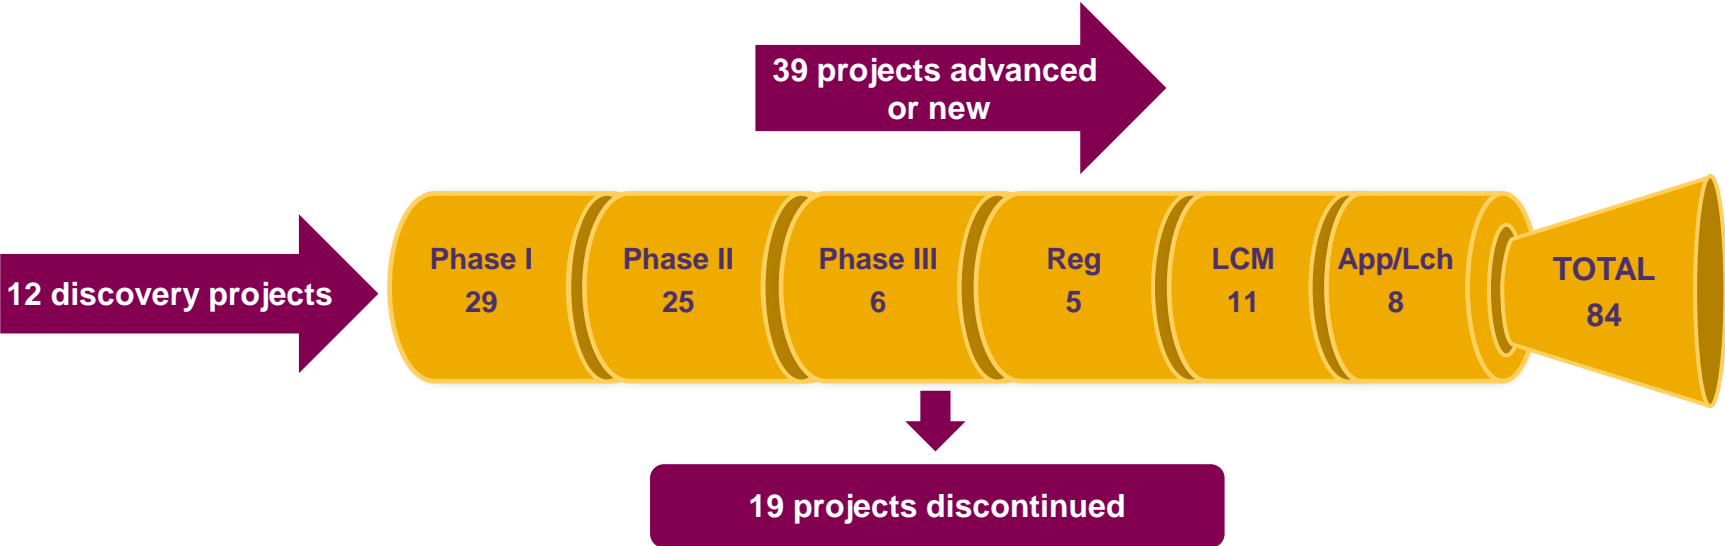 39 projects advanced
or new
12 discovery projects
Phase I
29
Phase II
25
Phase III
6
Reg
5
LCM
11
App/Lch
8
TOTAL
84
19 projects discontinued